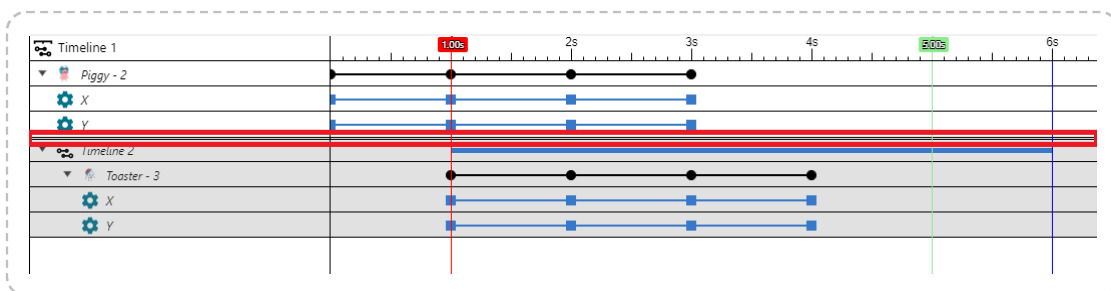 Timeline 1 1.00s 2s 3s 4s 5.00s 6s
Piggy - 2
X
Y
Timeline 2
Toaster - 3
X
Y